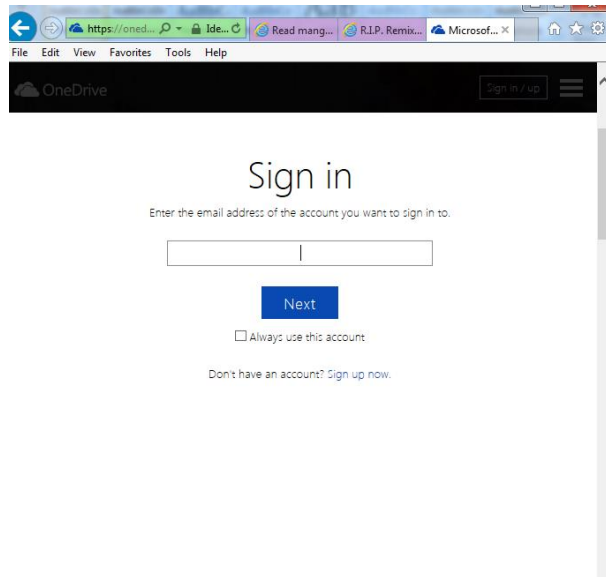 https://oned... Ide... Read mang... R.I.P. Remix... Microsof...
File Edit View Favorites Tools Help
OneDrive Sign in / up
Sign in
Enter the email address of the account you want to sign in to.
Next
Always use this account
Don't have an account? Sign up now.